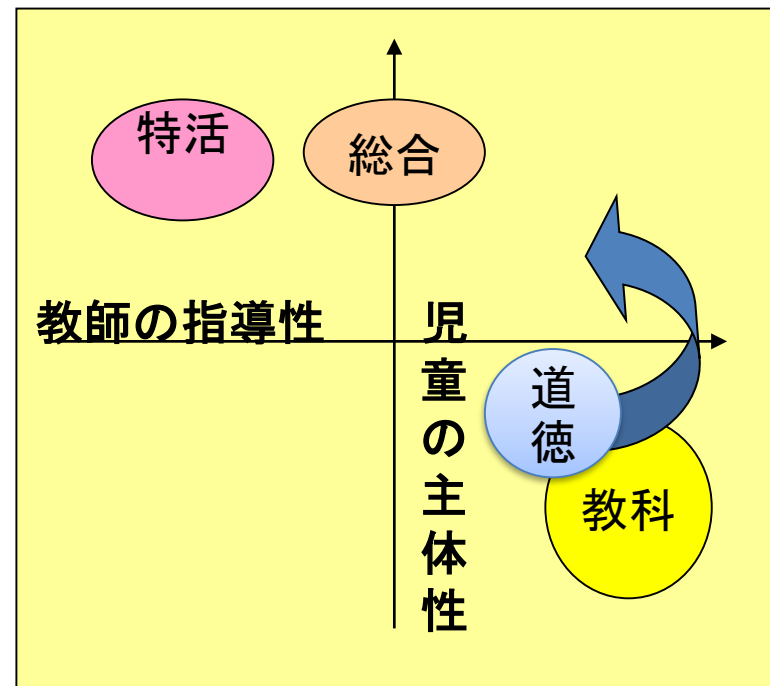 特活
総合
教師の指導性
児童の主体性
道徳
教科